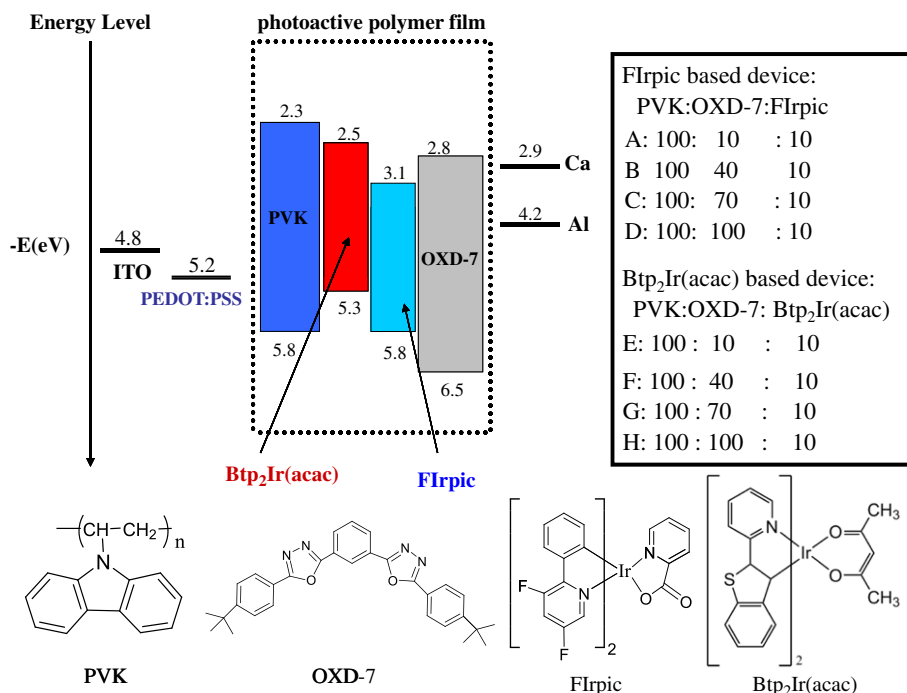 Energy Level
photoactive polymer film
-E(eV)
4.8
ITO
5.2
PEDOT:PSS
2.3
PVK
5.8
2.5
5.3
3.1
5.8
2.8
OXD-7
6.5
2.9
Ca
4.2
Al
Btp2Ir(acac)
FIrpic
FIrpic based device:
PVK:OXD-7:FIrpic
A: 100: 10 : 10
B 100 40 10
C: 100: 70 : 10
D: 100: 100 : 10
Btp2Ir(acac) based device:
PVK:OXD-7: Btp2Ir(acac)
E: 100 : 10 : 10
F: 100 : 40 : 10
G: 100 : 70 : 10
H: 100 : 100 : 10
CH CH2
n
N
PVK
N N
N N
O O
OXD-7
F
F
N
Ir
N
O
O
2
FIrpic
N
S
Ir
O
O
CH3
CH3
2
Btp2Ir(acac)